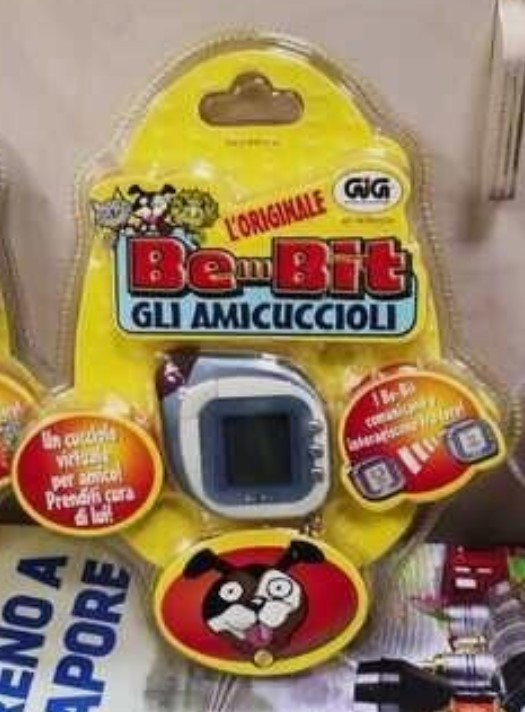 GiG
L'ORIGINALE
Be-Bit
GLI AMICUCCIOLI
Un cucciolo
virtuale
per amico!
Prenditi cura
di lui!
I Be-Bit
comunicano e
interagiscono tra loro!
ENO A
APORE